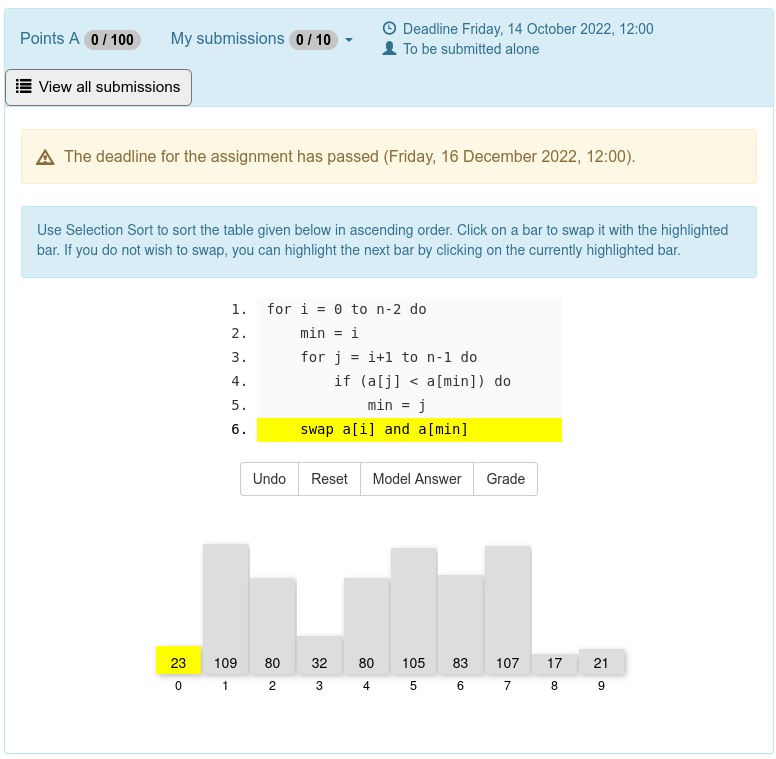 Points A 0 / 100 My submissions 0 / 10
Deadline Friday, 14 October 2022, 12:00
To be submitted alone
View all submissions
The deadline for the assignment has passed (Friday, 16 December 2022, 12:00).
Use Selection Sort to sort the table given below in ascending order. Click on a bar to swap it with the highlighted
bar. If you do not wish to swap, you can highlight the next bar by clicking on the currently highlighted bar.
1. for i = 0 to n-2 do
2.     min = i
3.     for j = i+1 to n-1 do
4.         if (a[j] < a[min]) do
5.             min = j
6.     swap a[i] and a[min]
Undo Reset Model Answer Grade
23 109 80 32 80 105 83 107 17 21
0 1 2 3 4 5 6 7 8 9